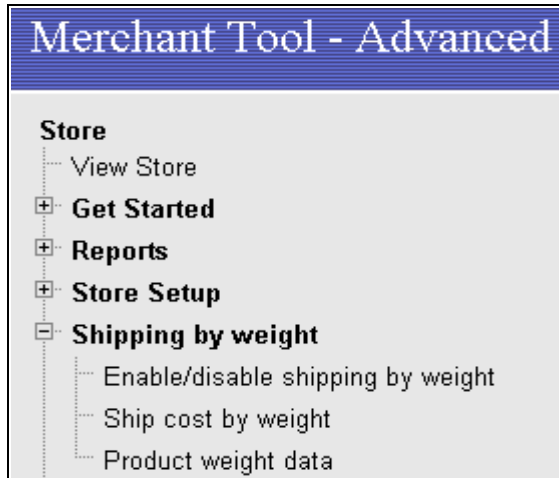 Merchant Tool - Advanced
Store
View Store
Get Started
Reports
Store Setup
Shipping by weight
Enable/disable shipping by weight
Ship cost by weight
Product weight data